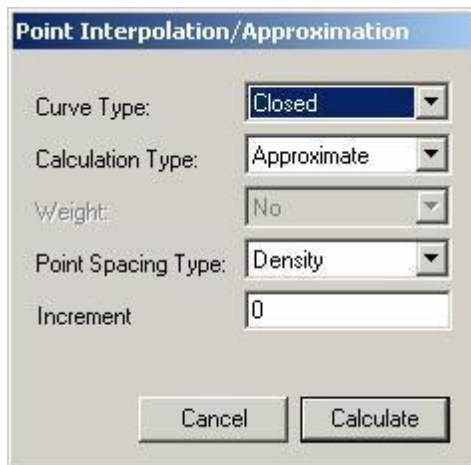 Point Interpolation/Approximation
Curve Type: Closed
Calculation Type: Approximate
Weight: No
Point Spacing Type: Density
Increment 0
Cancel Calculate